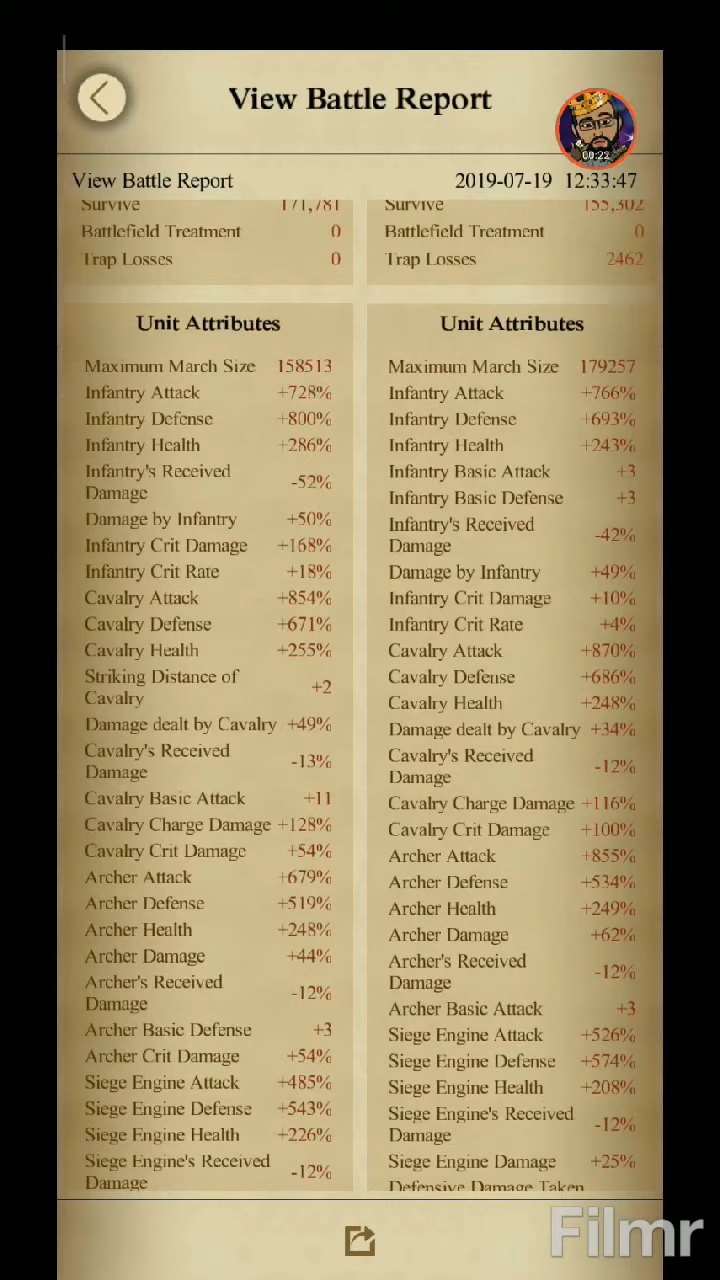 View Battle Report
00:22
View Battle Report 2019-07-19 12:33:47
Survive 171,781
Battlefield Treatment 0
Trap Losses 0
Unit Attributes
Maximum March Size 158513
Infantry Attack +728%
Infantry Defense +800%
Infantry Health +286%
Infantry's Received
Damage -52%
Damage by Infantry +50%
Infantry Crit Damage +168%
Infantry Crit Rate +18%
Cavalry Attack +854%
Cavalry Defense +671%
Cavalry Health +255%
Striking Distance of
Cavalry +2
Damage dealt by Cavalry +49%
Cavalry's Received
Damage -13%
Cavalry Basic Attack +11
Cavalry Charge Damage +128%
Cavalry Crit Damage +54%
Archer Attack +679%
Archer Defense +519%
Archer Health +248%
Archer Damage +44%
Archer's Received
Damage -12%
Archer Basic Defense +3
Archer Crit Damage +54%
Siege Engine Attack +485%
Siege Engine Defense +543%
Siege Engine Health +226%
Siege Engine's Received
Damage -12%
Survive 155,302
Battlefield Treatment 0
Trap Losses 2462
Unit Attributes
Maximum March Size 179257
Infantry Attack +766%
Infantry Defense +693%
Infantry Health +243%
Infantry Basic Attack +3
Infantry Basic Defense +3
Infantry's Received
Damage -42%
Damage by Infantry +49%
Infantry Crit Damage +10%
Infantry Crit Rate +4%
Cavalry Attack +870%
Cavalry Defense +686%
Cavalry Health +248%
Damage dealt by Cavalry +34%
Cavalry's Received
Damage -12%
Cavalry Charge Damage +116%
Cavalry Crit Damage +100%
Archer Attack +855%
Archer Defense +534%
Archer Health +249%
Archer Damage +62%
Archer's Received
Damage -12%
Archer Basic Attack +3
Siege Engine Attack +526%
Siege Engine Defense +574%
Siege Engine Health +208%
Siege Engine's Received
Damage -12%
Siege Engine Damage +25%
Defensive Damage Taken
Filmr